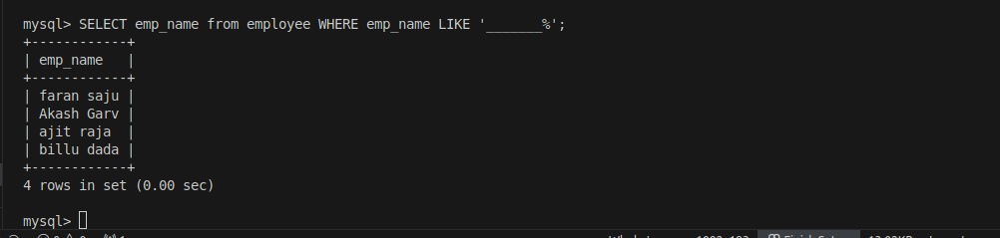 mysql> SELECT emp_name from employee WHERE emp_name LIKE '_______%';
+------------+
| emp_name   |
+------------+
| faran saju |
| Akash Garv |
| ajit raja  |
| billu dada |
+------------+
4 rows in set (0.00 sec)
mysql>